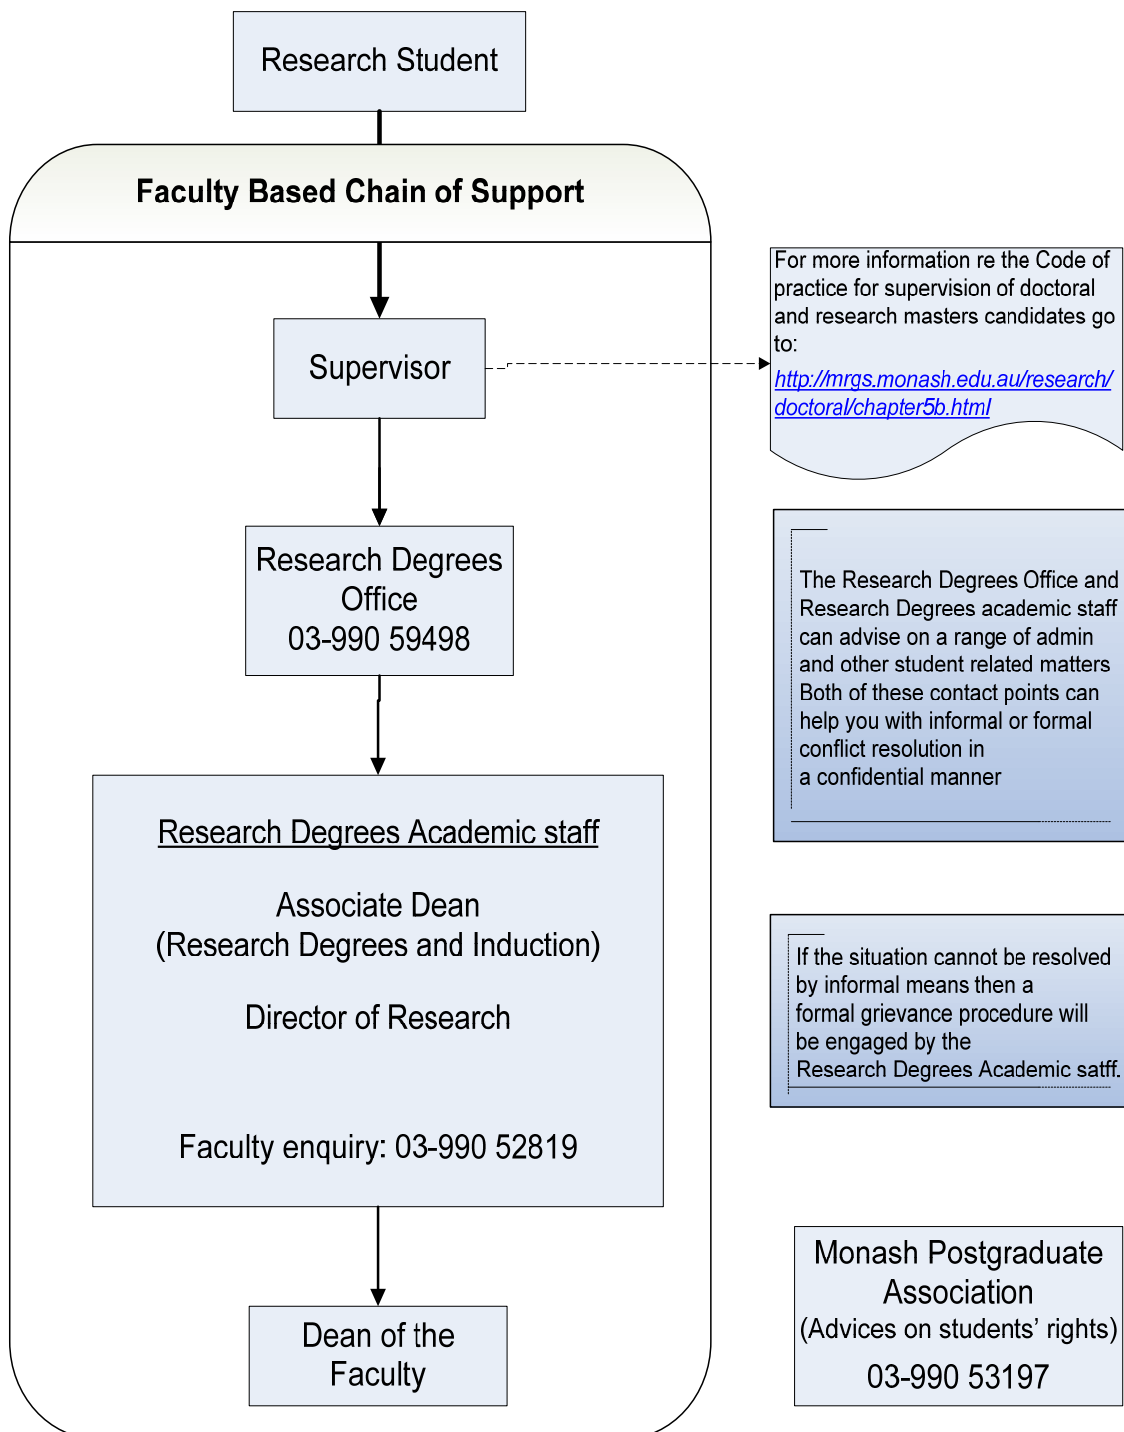 Research Student
Faculty Based Chain of Support
Supervisor
For more information re the Code of
practice for supervision of doctoral
and research masters candidates go
to:
http://mrgs.monash.edu.au/research/
doctoral/chapter5b.html
Research Degrees
Office
03-990 59498
The Research Degrees Office and
Research Degrees academic staff
can advise on a range of admin
and other student related matters
Both of these contact points can
help you with informal or formal
conflict resolution in
a confidential manner
Research Degrees Academic staff
Associate Dean
(Research Degrees and Induction)
Director of Research
Faculty enquiry: 03-990 52819
If the situation cannot be resolved
by informal means then a
formal grievance procedure will
be engaged by the
Research Degrees Academic satff.
Dean of the
Faculty
Monash Postgraduate
Association
(Advices on students’ rights)
03-990 53197